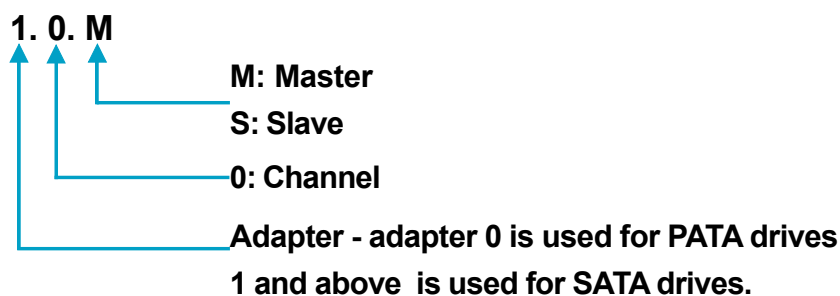 1. 0. M
M: Master
S: Slave
0: Channel
Adapter - adapter 0 is used for PATA drives
1 and above is used for SATA drives.